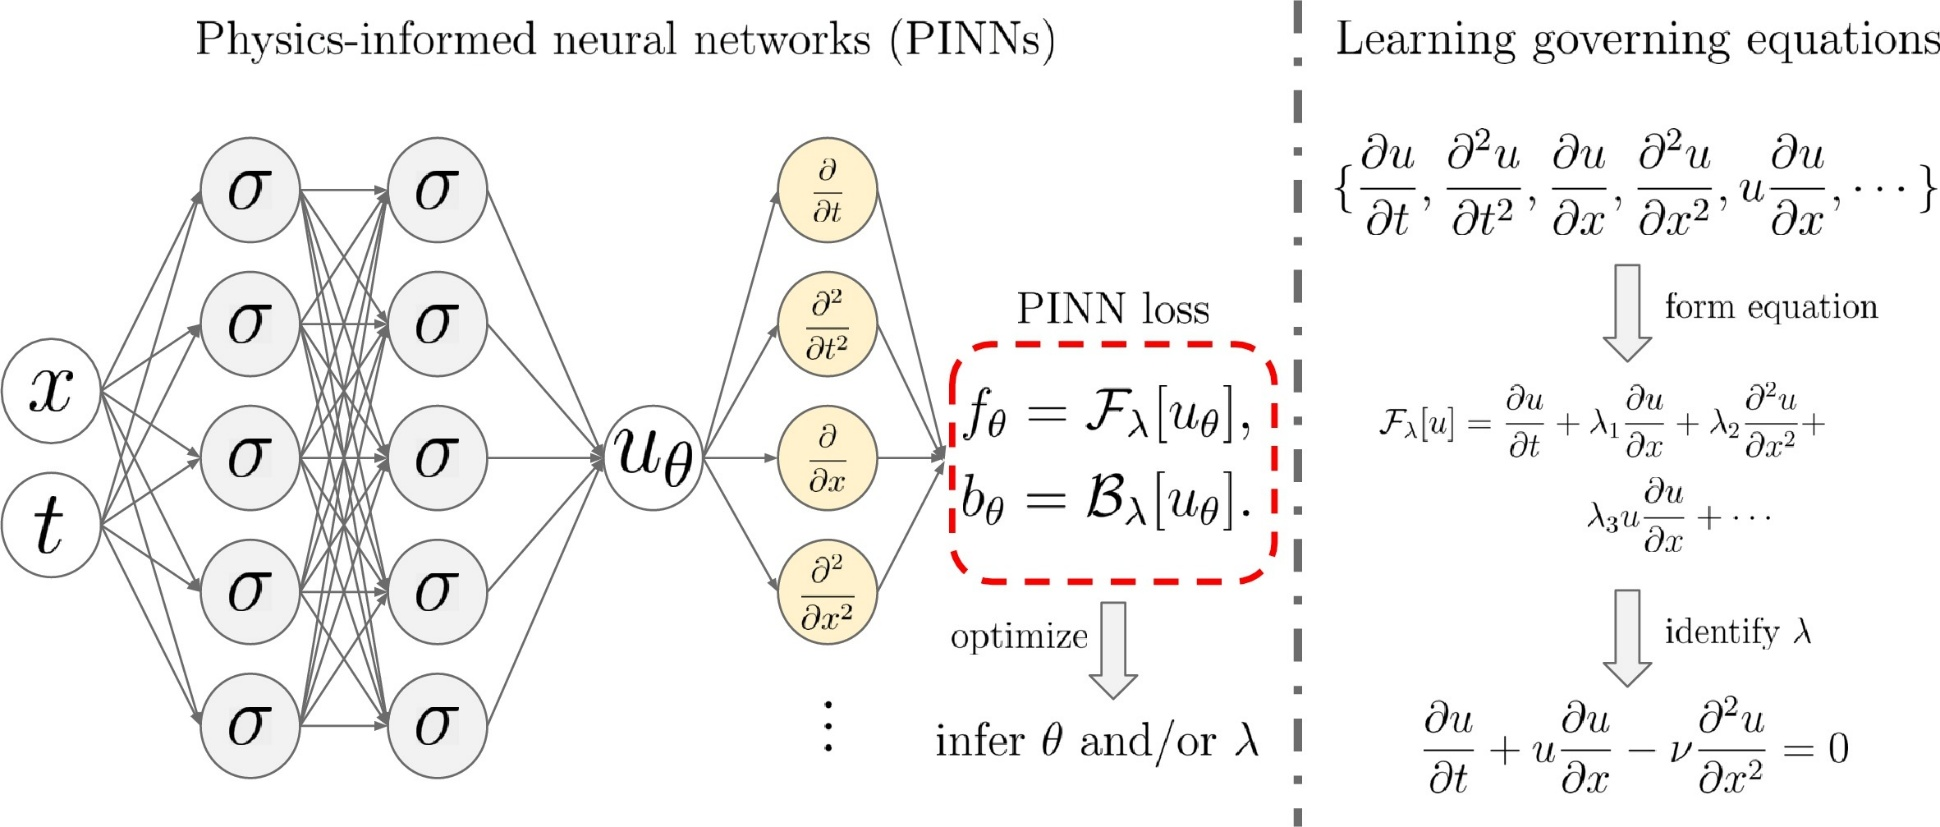 Physics-informed neural networks (PINNs)
x
t
σ σ
σ σ
σ σ
σ σ
σ σ
u_θ
∂/∂t
∂²/∂t²
∂/∂x
∂²/∂x²
⋮
PINN loss
f_θ = 𝓕_λ[u_θ],
b_θ = 𝓑_λ[u_θ].
optimize
infer θ and/or λ
Learning governing equations
{∂u/∂t, ∂²u/∂t², ∂u/∂x, ∂²u/∂x², u ∂u/∂x, ⋯}
form equation
𝓕_λ[u] = ∂u/∂t + λ₁ ∂u/∂x + λ₂ ∂²u/∂x² +
λ₃u ∂u/∂x + ⋯
identify λ
∂u/∂t + u ∂u/∂x − ν ∂²u/∂x² = 0